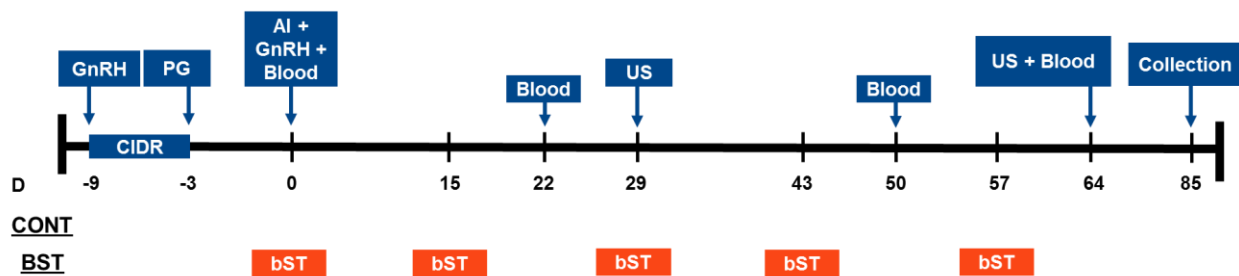 AI +
GnRH +
Blood
GnRH
PG
Blood
US
Blood
US + Blood
Collection
CIDR
D -9 -3 0 15 22 29 43 50 57 64 85
CONT
BST bST bST bST bST bST